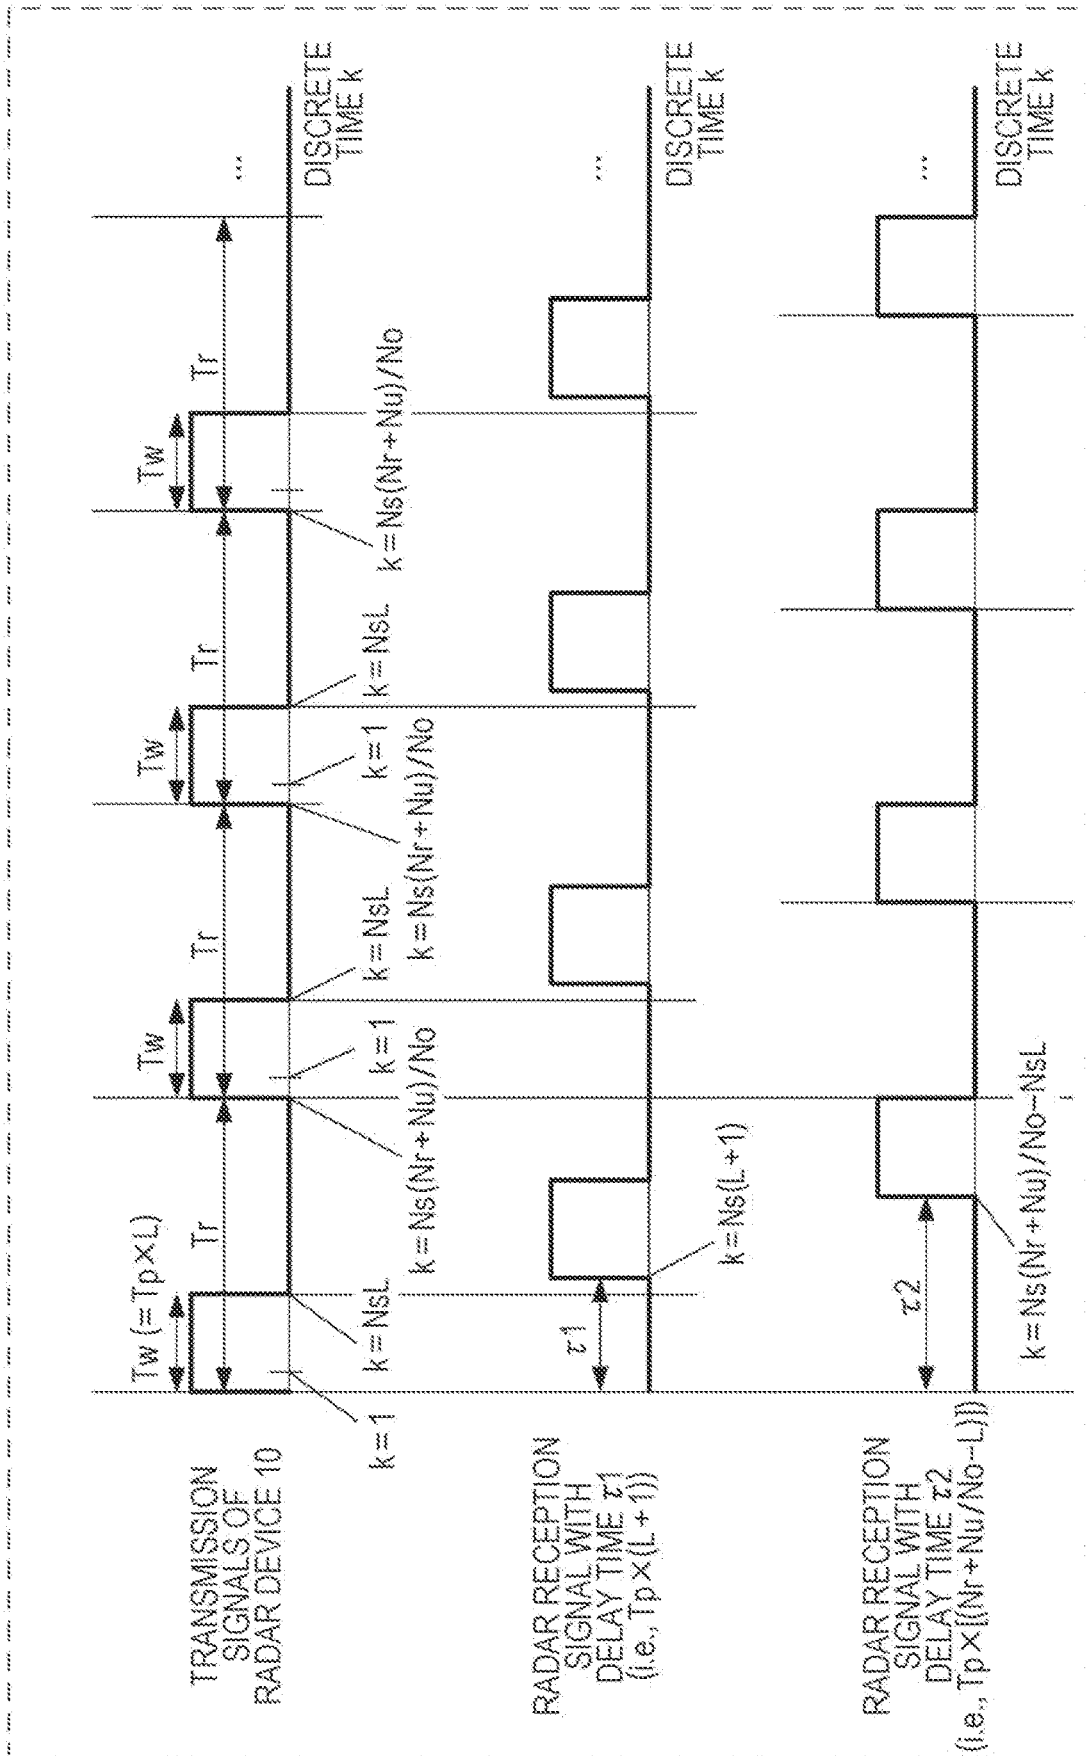 TRANSMISSION
SIGNALS OF
RADAR DEVICE 10
Tw (=Tp×L)
Tw
Tw
Tw
Tr
Tr
Tr
Tr
...
k=1
k=NsL
k=Ns(Nr+Nu)/No
k=1
k=NsL
k=Ns(Nr+Nu)/No
k=1
k=NsL
k=Ns(Nr+Nu)/No
DISCRETE
TIME k
RADAR RECEPTION
SIGNAL WITH
DELAY TIME τ1
(i.e., Tp×(L+1))
τ1
k=Ns(L+1)
...
DISCRETE
TIME k
RADAR RECEPTION
SIGNAL WITH
DELAY TIME τ2
(i.e., Tp×[(Nr+Nu/No−L)])
τ2
k=Ns(Nr+Nu)/No−NsL
...
DISCRETE
TIME k